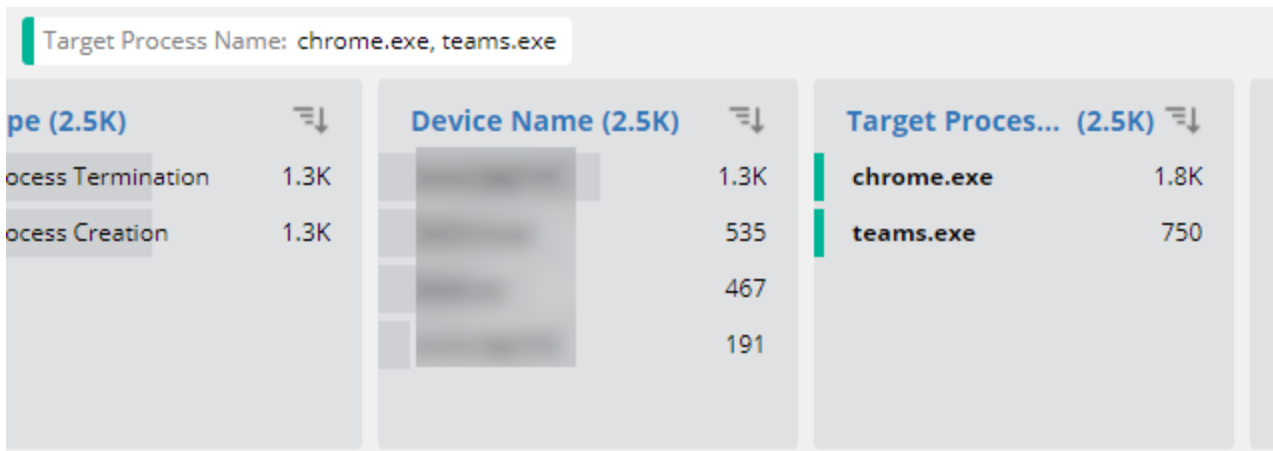 Target Process Name: chrome.exe, teams.exe
pe (2.5K)
ocess Termination 1.3K
ocess Creation 1.3K
Device Name (2.5K)
1.3K
535
467
191
Target Proces... (2.5K)
chrome.exe 1.8K
teams.exe 750